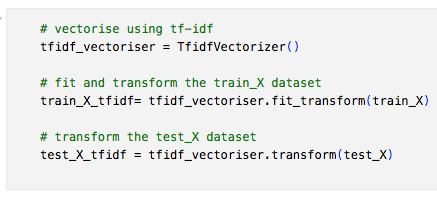 # vectorise using tf-idf
tfidf_vectoriser = TfidfVectorizer()
# fit and transform the train_X dataset
train_X_tfidf= tfidf_vectoriser.fit_transform(train_X)
# transform the test_X dataset
test_X_tfidf = tfidf_vectoriser.transform(test_X)